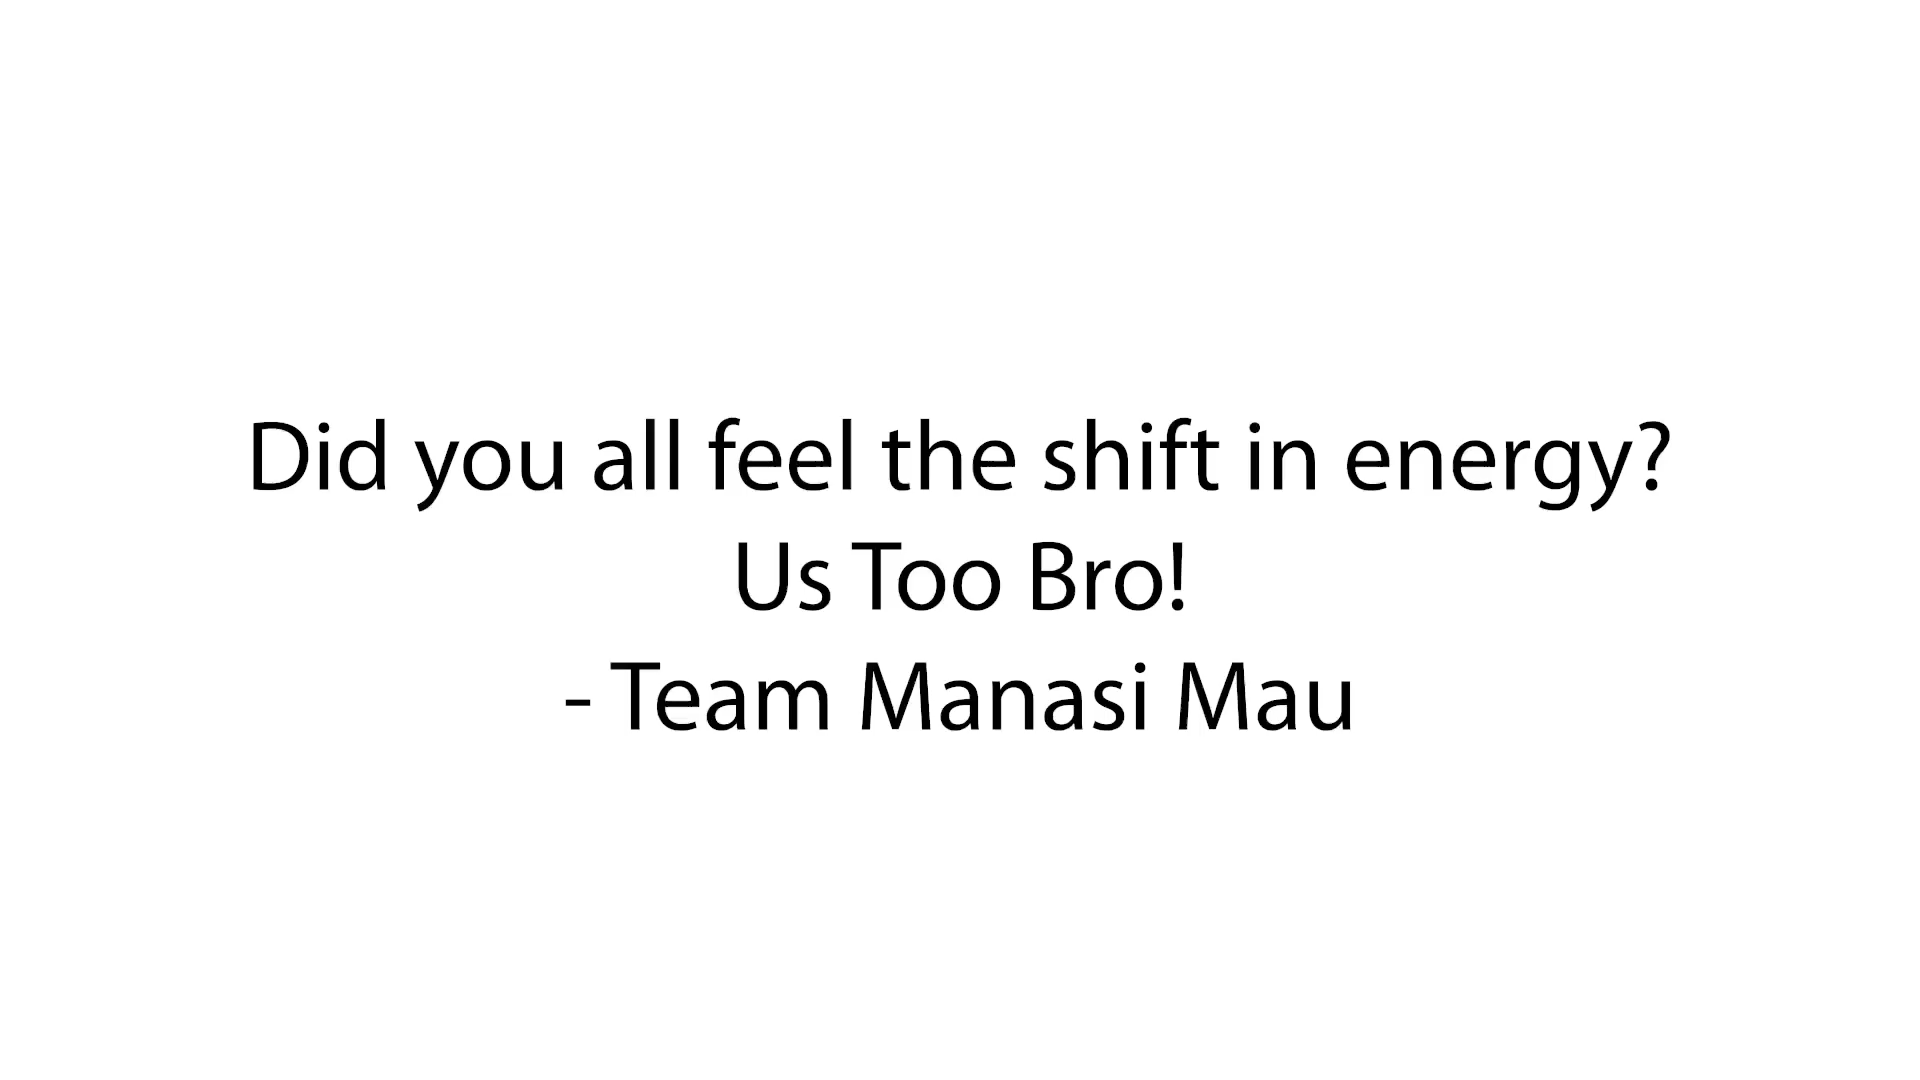 Did you all feel the shift in energy?
Us Too Bro!
- Team Manasi Mau